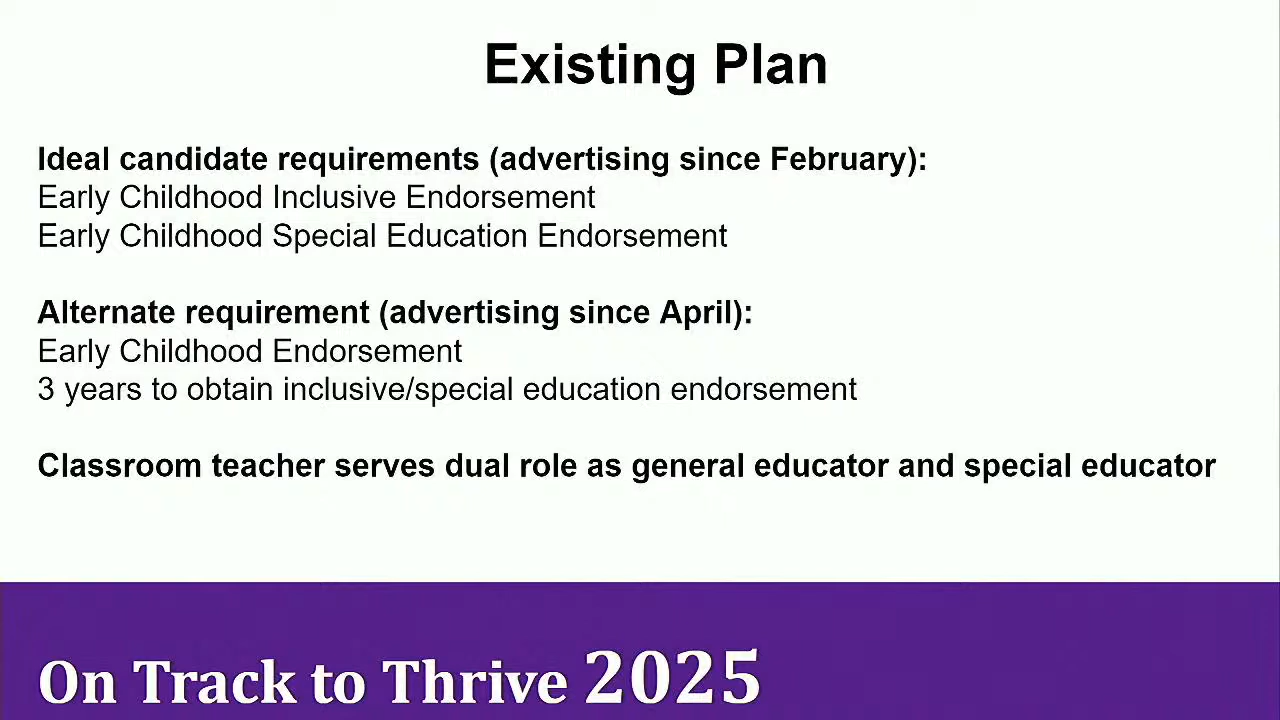 Existing Plan
Ideal candidate requirements (advertising since February):
Early Childhood Inclusive Endorsement
Early Childhood Special Education Endorsement
Alternate requirement (advertising since April):
Early Childhood Endorsement
3 years to obtain inclusive/special education endorsement
Classroom teacher serves dual role as general educator and special educator
On Track to Thrive 2025